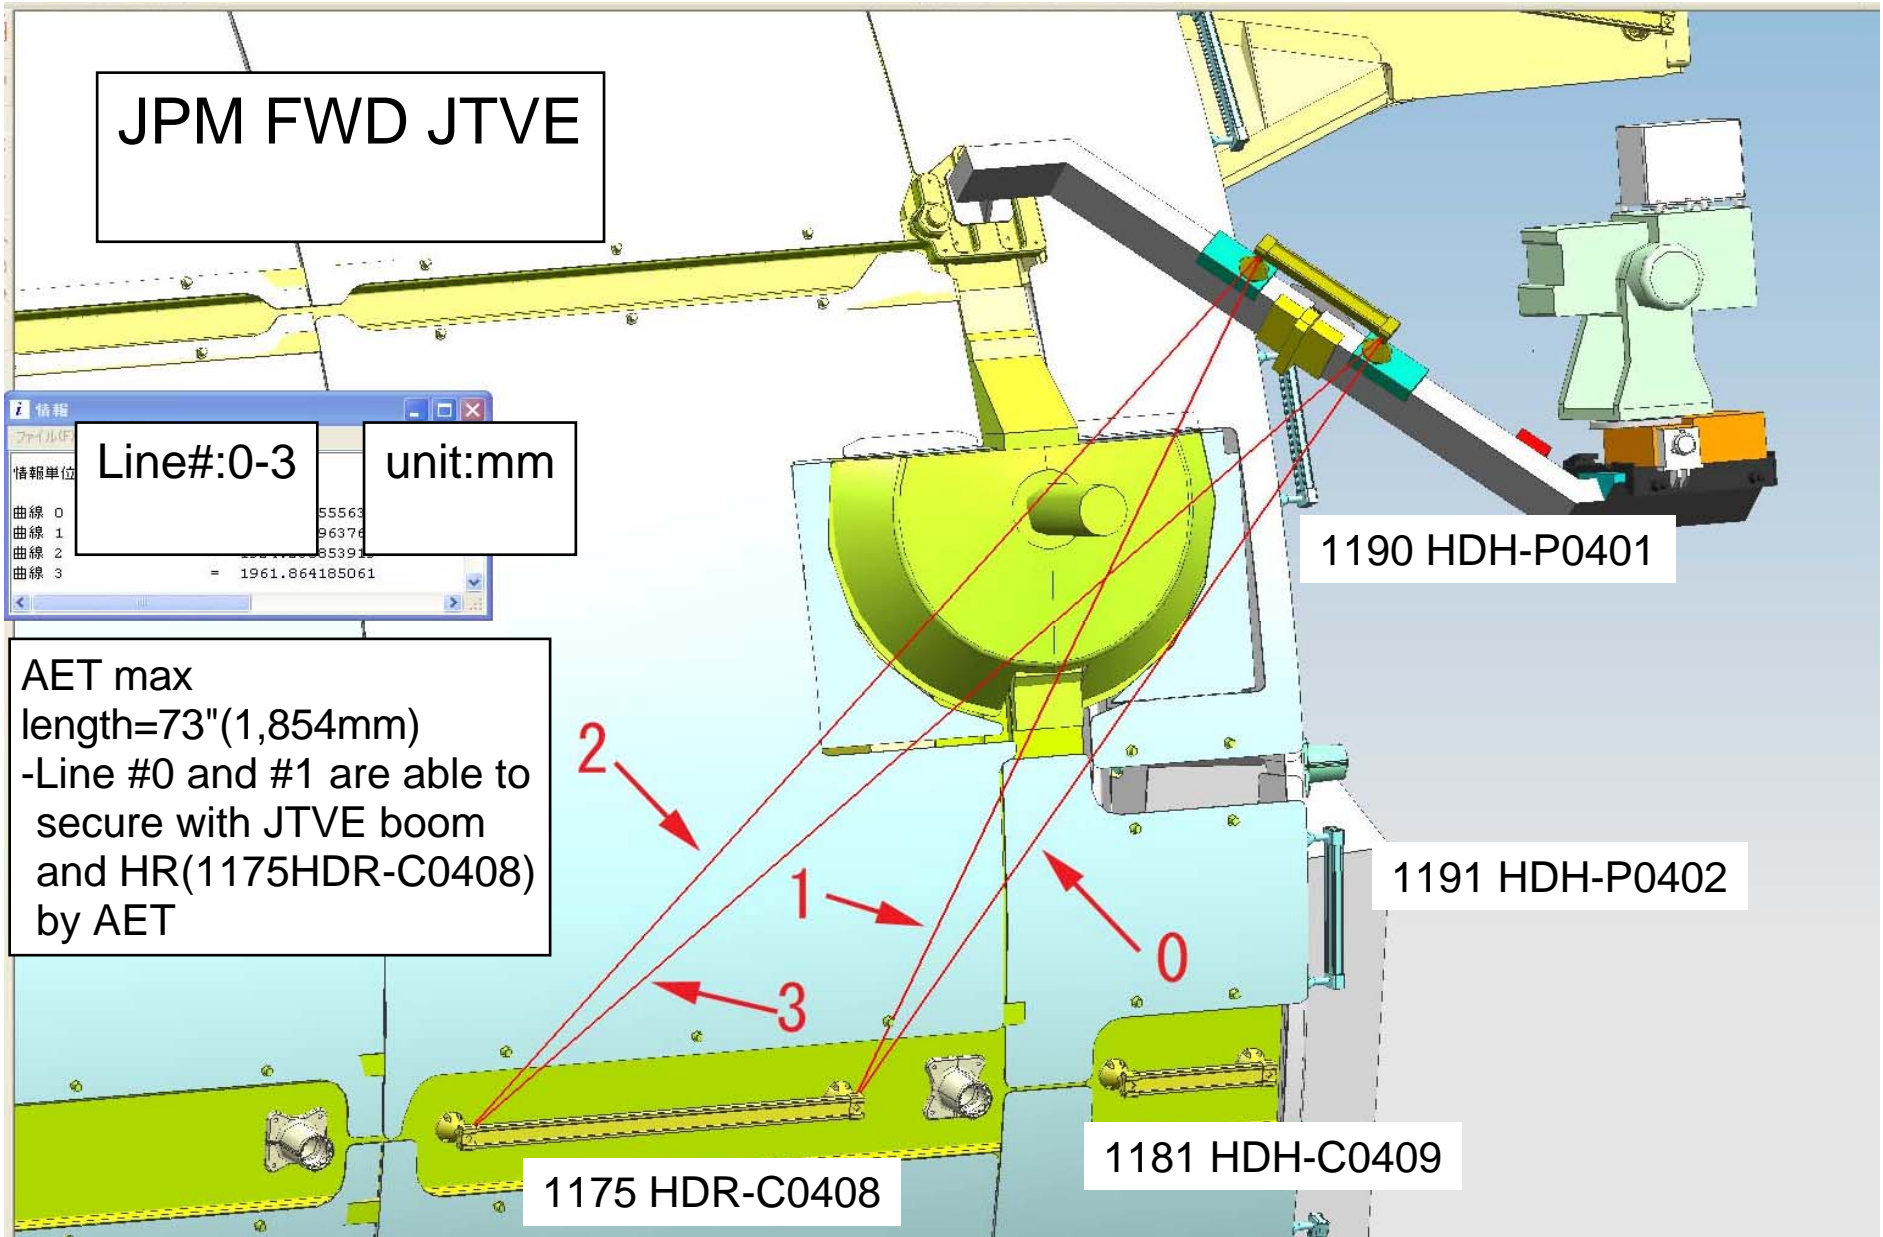 JPM FWD JTVE
情報
ファイル(F)
Line#:0-3
unit:mm
情報単位
曲線 0
曲線 1
曲線 2
曲線 3 = 1961.864185061
AET max
length=73"(1,854mm)
-Line #0 and #1 are able to
secure with JTVE boom
and HR(1175HDR-C0408)
by AET
1190 HDH-P0401
2
1191 HDH-P0402
1
0
3
1181 HDH-C0409
1175 HDR-C0408